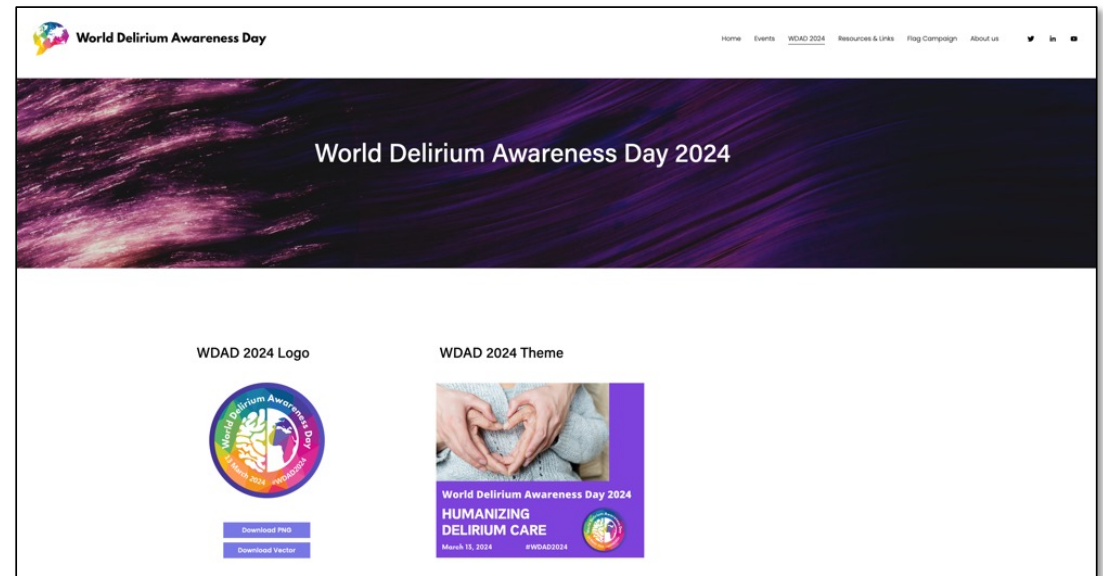 World Delirium Awareness Day
Home Events WDAD 2024 Resources & Links Flag Campaign About us
World Delirium Awareness Day 2024
WDAD 2024 Logo
WDAD 2024 Theme
World Delirium Awareness Day
13 March 2024 #WDAD2024
Download PNG
Download Vector
World Delirium Awareness Day 2024
HUMANIZING
DELIRIUM CARE
March 13, 2024 #WDAD2024